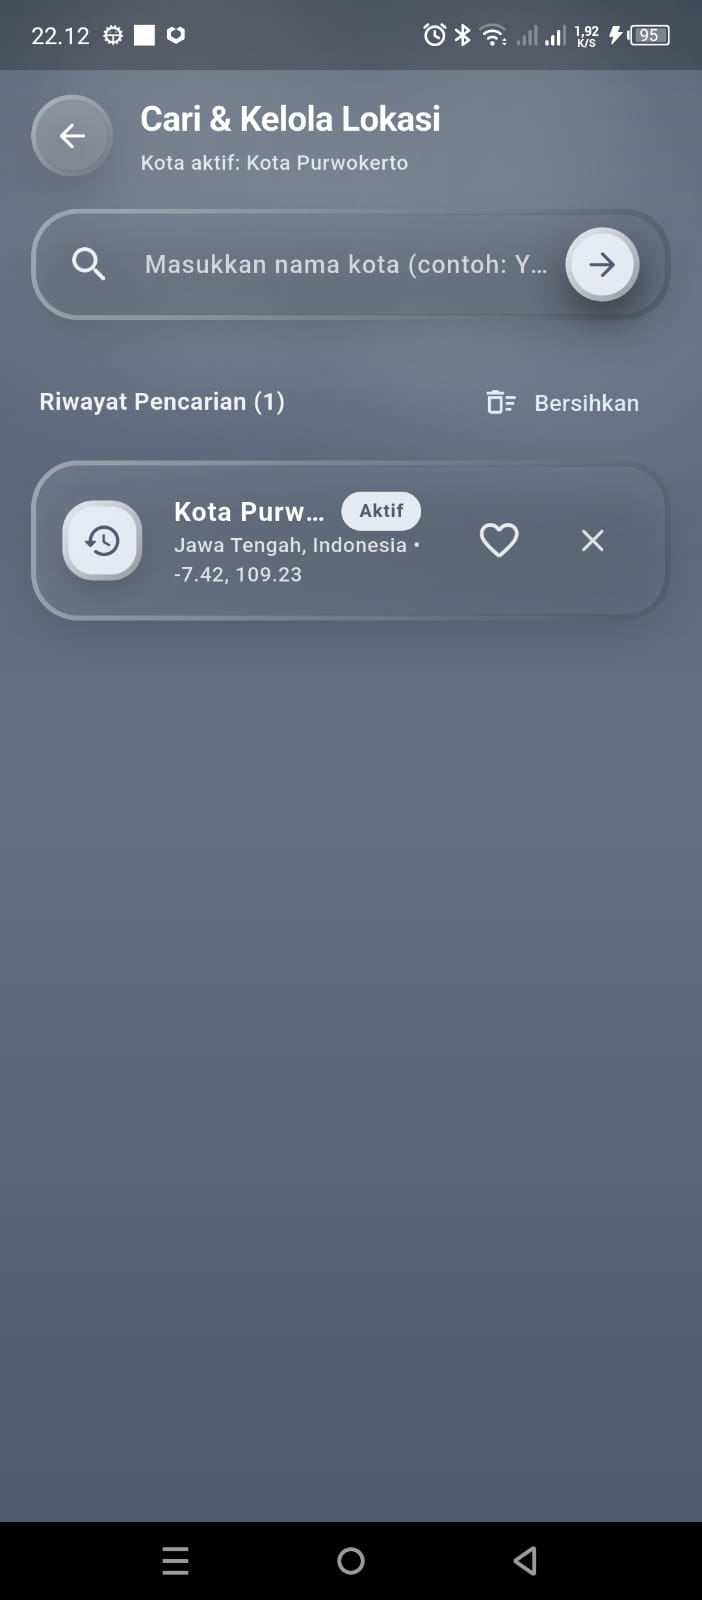 22.12
1,92
K/S
95
Cari & Kelola Lokasi
Kota aktif: Kota Purwokerto
Masukkan nama kota (contoh: Y...
Riwayat Pencarian (1)
Bersihkan
Kota Purw...
Aktif
Jawa Tengah, Indonesia •
-7.42, 109.23